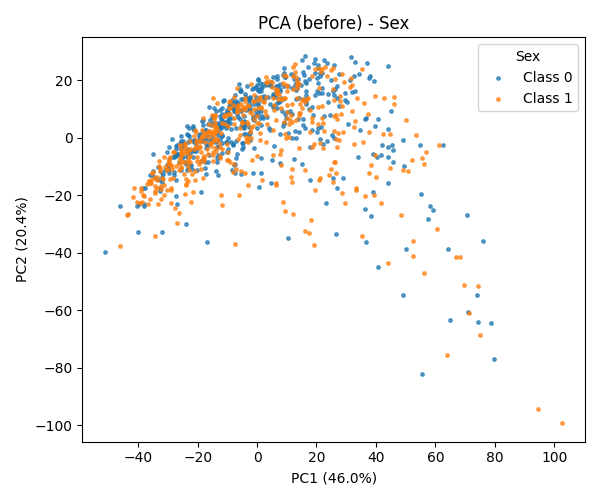 PCA (before) - Sex
Sex
Class 0
Class 1
20
0
−20
−40
−60
−80
−100
PC2 (20.4%)
−40 −20 0 20 40 60 80 100
PC1 (46.0%)